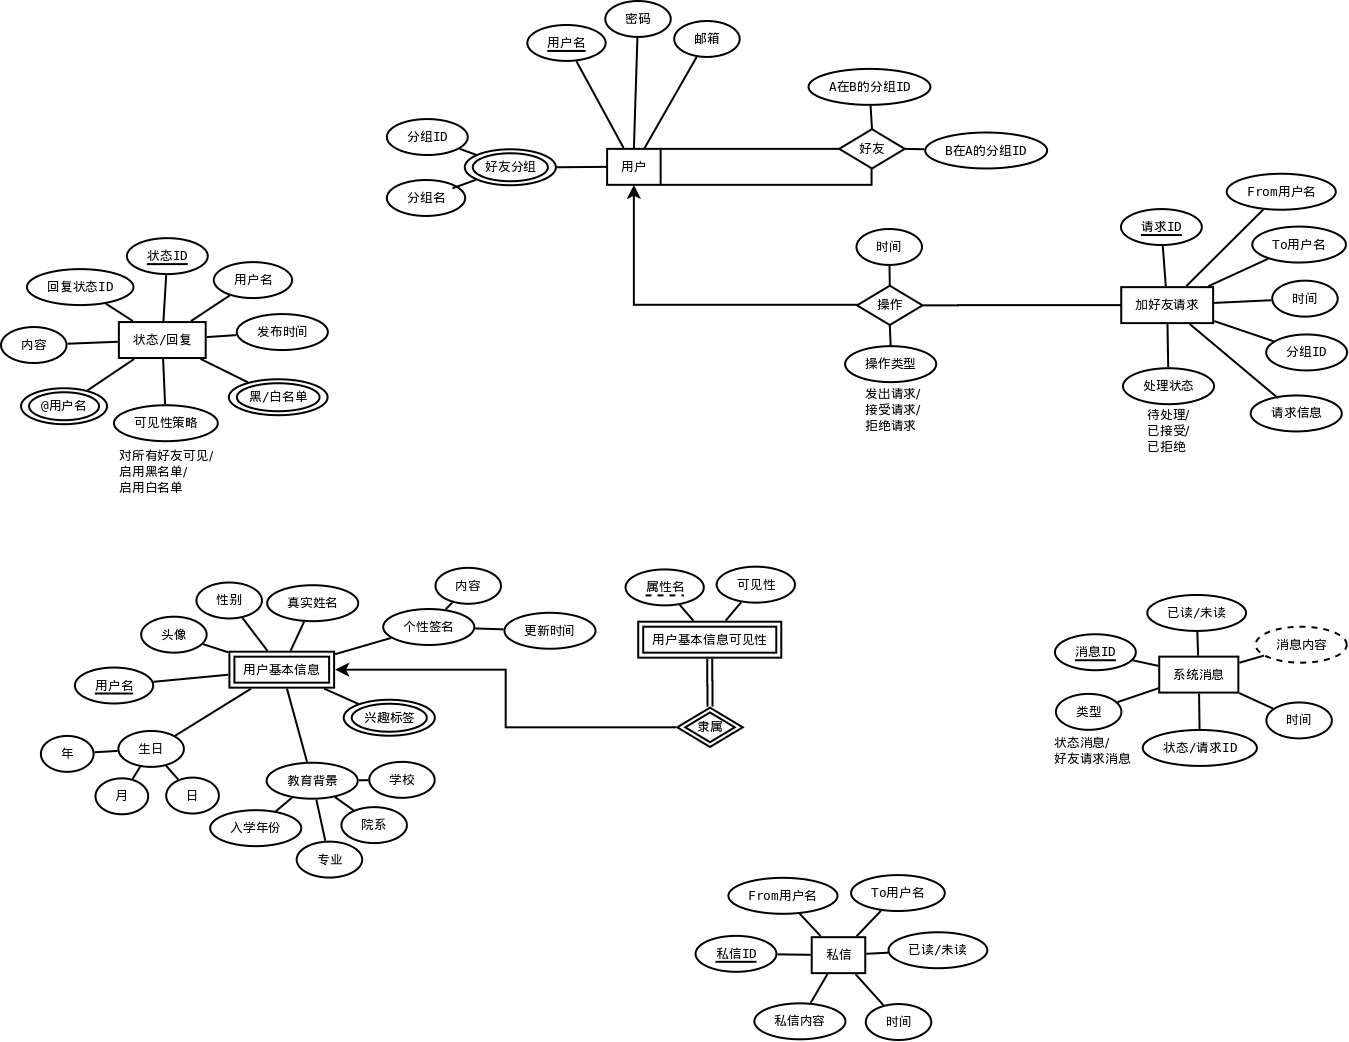 密码
用户名
邮箱
A在B的分组ID
分组ID
好友分组
用户
好友
B在A的分组ID
分组名
From用户名
请求ID
To用户名
时间
操作
加好友请求
时间
操作类型
发出请求/
接受请求/
拒绝请求
分组ID
处理状态
待处理/
已接受/
已拒绝
请求信息
状态ID
回复状态ID
用户名
发布时间
内容
状态/回复
@用户名
黑/白名单
可见性策略
对所有好友可见/
启用黑名单/
启用白名单
内容
性别
真实姓名
个性签名
更新时间
头像
用户基本信息
用户名
兴趣标签
生日
年
月
日
教育背景
学校
入学年份
院系
专业
属性名
可见性
用户基本信息可见性
隶属
已读/未读
消息ID
消息内容
系统消息
类型
状态消息/
好友请求消息
状态/请求ID
时间
From用户名
To用户名
私信ID
私信
已读/未读
私信内容
时间